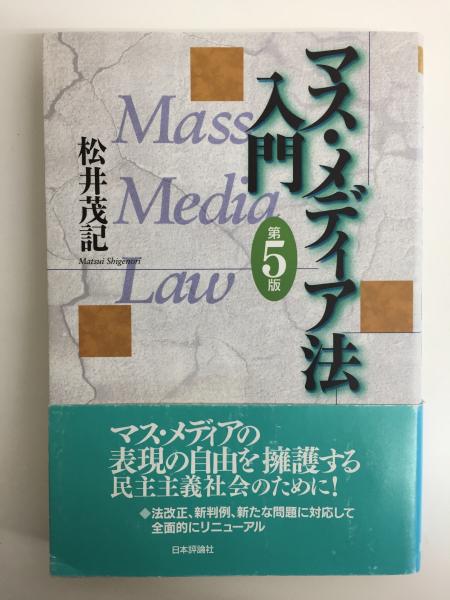 マス・メディア法
入門
第5版
Mass
Media
Law
松井茂記
Matsui Shigenori
マス・メディアの
表現の自由を擁護する
民主主義社会のために!
◆法改正、新判例、新たな問題に対応して
全面的にリニューアル
日本評論社